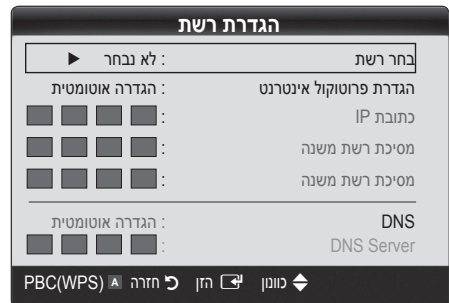 הגדרת רשת
בחר רשת : לא נבחר ▶
הגדרת פרוטוקול אינטרנט : הגדרה אוטומטית
כתובת IP :
מסיכת רשת משנה :
מסיכת רשת משנה :
DNS : הגדרה אוטומטית
DNS Server :
כוונון הזן חזרה A PBC(WPS)